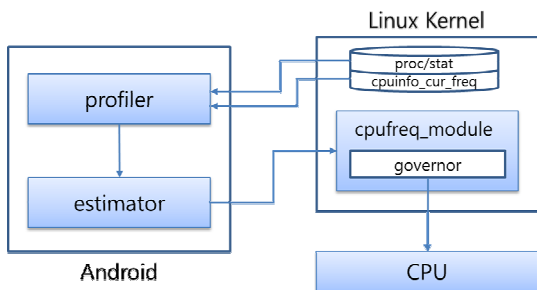 Linux Kernel
proc/stat
cpuinfo_cur_freq
profiler
cpufreq_module
governor
estimator
Android
CPU